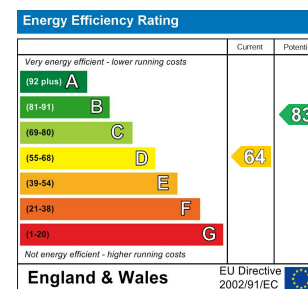 Energy Efficiency Rating
Current Potenti
Very energy efficient - lower running costs
(92 plus) A
(81-91) B
83
(69-80) C
(55-68) D 64
(39-54) E
(21-38) F
(1-20) G
Not energy efficient - higher running costs
England & Wales
EU Directive
2002/91/EC